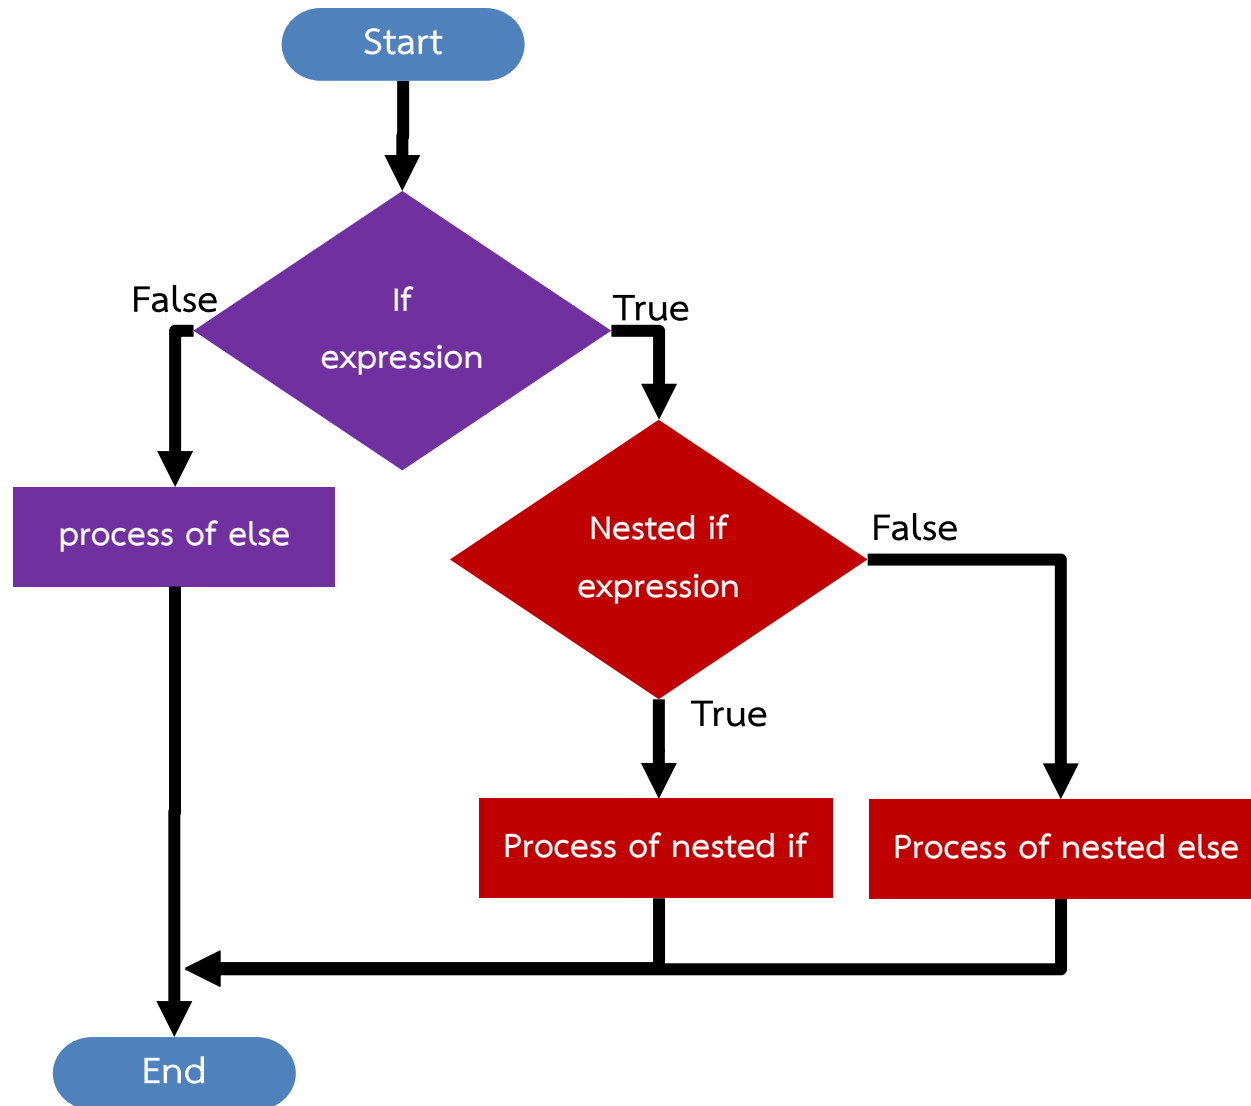 Start
False
If
expression
True
process of else
Nested if
expression
False
True
Process of nested if
Process of nested else
End